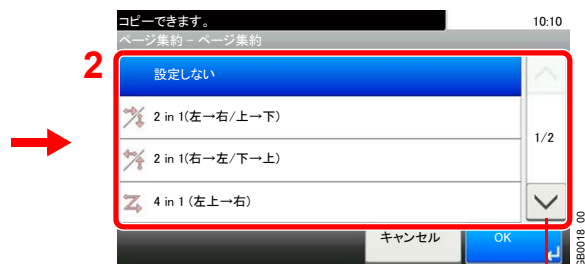 コピーできます。 10:10
ページ集約 - ページ集約
2
設定しない
2 in 1(左→右/上→下)
1/2
2 in 1(右→左/下→上)
4 in 1 (左上→右)
キャンセル OK
GB0018_00